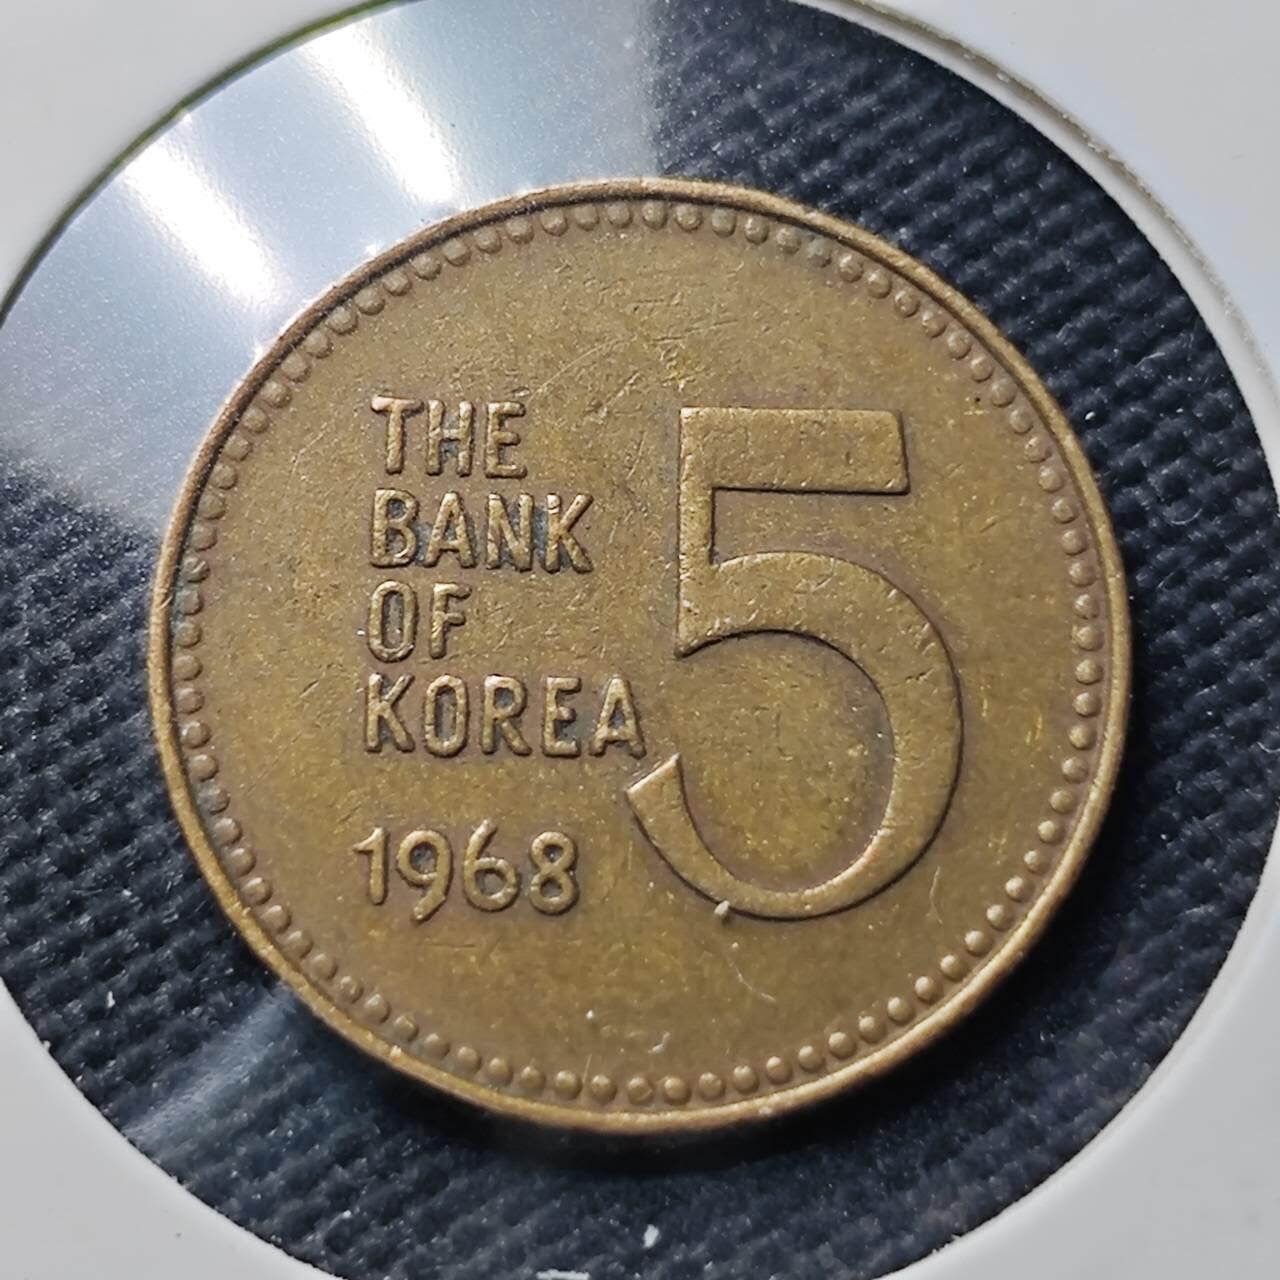 THE
BANK
OF
KOREA
1968
5